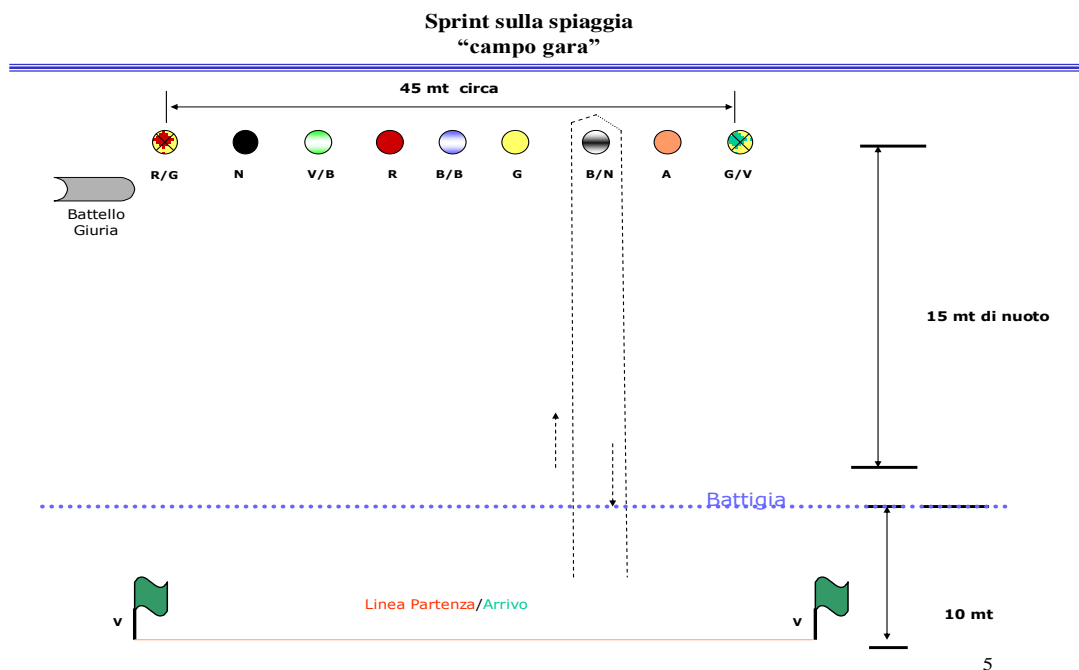 Sprint sulla spiaggia
“campo gara”
45 mt circa
R/G N V/B R B/B G B/N A G/V
Battello
Giuria
15 mt di nuoto
Battigia
Linea Partenza/Arrivo
V V
10 mt
5